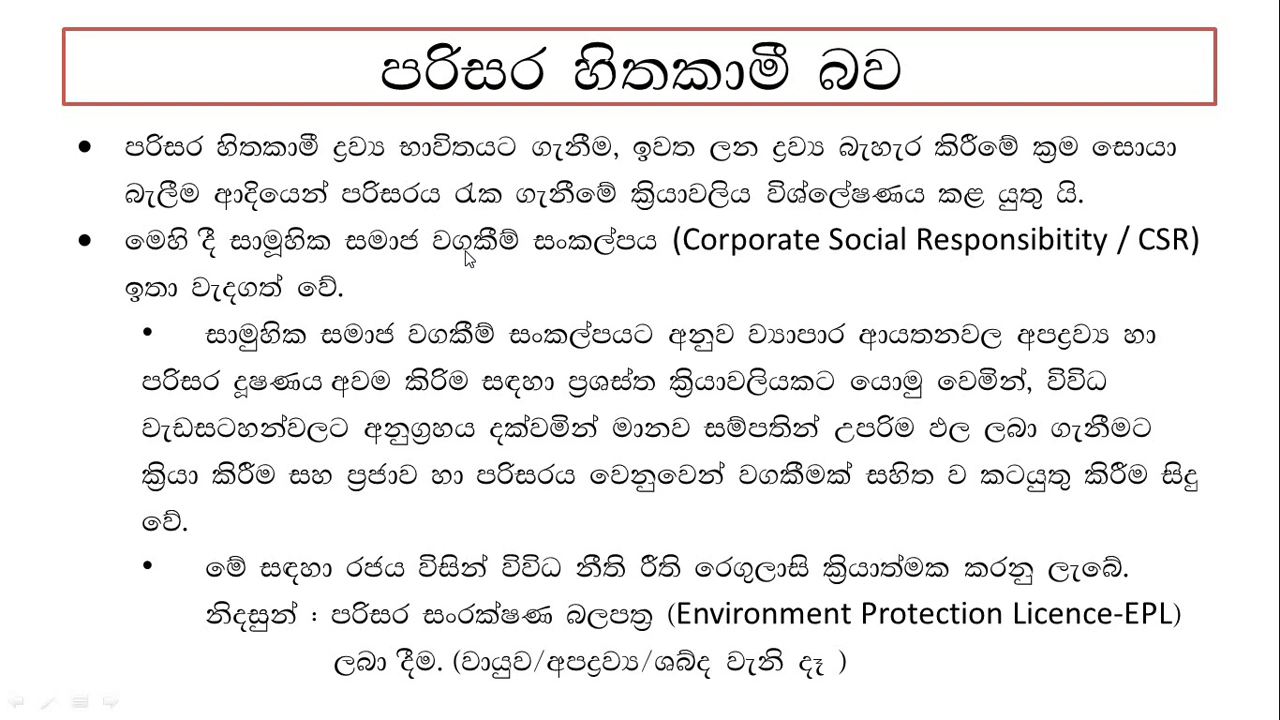 පරිසර හිතකාමී බව
• පරිසර හිතකාමී ද්‍රව්‍ය භාවිතයට ගැනීම, ඉවත ලන ද්‍රව්‍ය බැහැර කිරීමේ ක්‍රම සොයා
බැලීම ආදියෙන් පරිසරය රැක ගැනීමේ ක්‍රියාවලිය විශ්ලේෂණය කළ යුතු යි.
• මෙහි දී සාමූහික සමාජ වගකීම් සංකල්පය (Corporate Social Responsibitity / CSR)
ඉතා වැදගත් වේ.
• සාමුහික සමාජ වගකීම් සංකල්පයට අනුව ව්‍යාපාර ආයතනවල අපද්‍රව්‍ය හා
පරිසර දූෂණය අවම කිරිම සඳහා ප්‍රශස්ත ක්‍රියාවලියකට යොමු වෙමින්, විවිධ
වැඩසටහන්වලට අනුග්‍රහය දක්වමින් මානව සම්පතින් උපරිම ඵල ලබා ගැනීමට
ක්‍රියා කිරීම සහ ප්‍රජාව හා පරිසරය වෙනුවෙන් වගකීමක් සහිත ව කටයුතු කිරීම සිදු
වේ.
• මේ සඳහා රජය විසින් විවිධ නීති රීති රෙගුලාසි ක්‍රියාත්මක කරනු ලැබේ.
නිදසුන් : පරිසර සංරක්ෂණ බලපත්‍ර (Environment Protection Licence-EPL)
ලබා දීම. (වායුව/අපද්‍රව්‍ය/ශබ්ද වැනි දෑ )